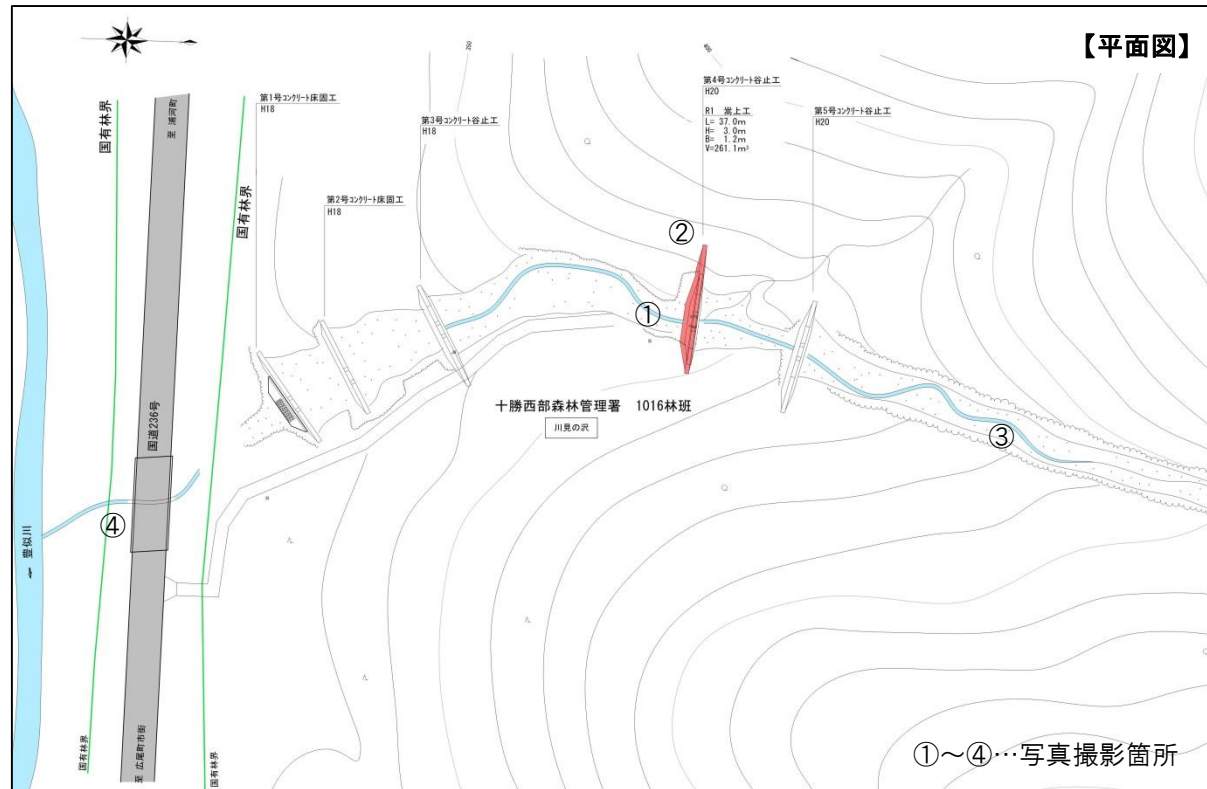 【平面図】
350
400
至 浦河町
国有林界
国有林界
国道236号
第1号コンクリート床固工
H18
第2号コンクリート床固工
H18
第3号コンクリート谷止工
H18
第4号コンクリート谷止工
H20
R1 嵩上工
L= 37.0m
H= 3.0m
B= 1.2m
V=261.1m³
第5号コンクリート谷止工
H20
②
①
③
④
十勝西部森林管理署 1016林班
川見の沢
豊似川
国有林界
至 広尾町市街
国有林界
①～④…写真撮影箇所